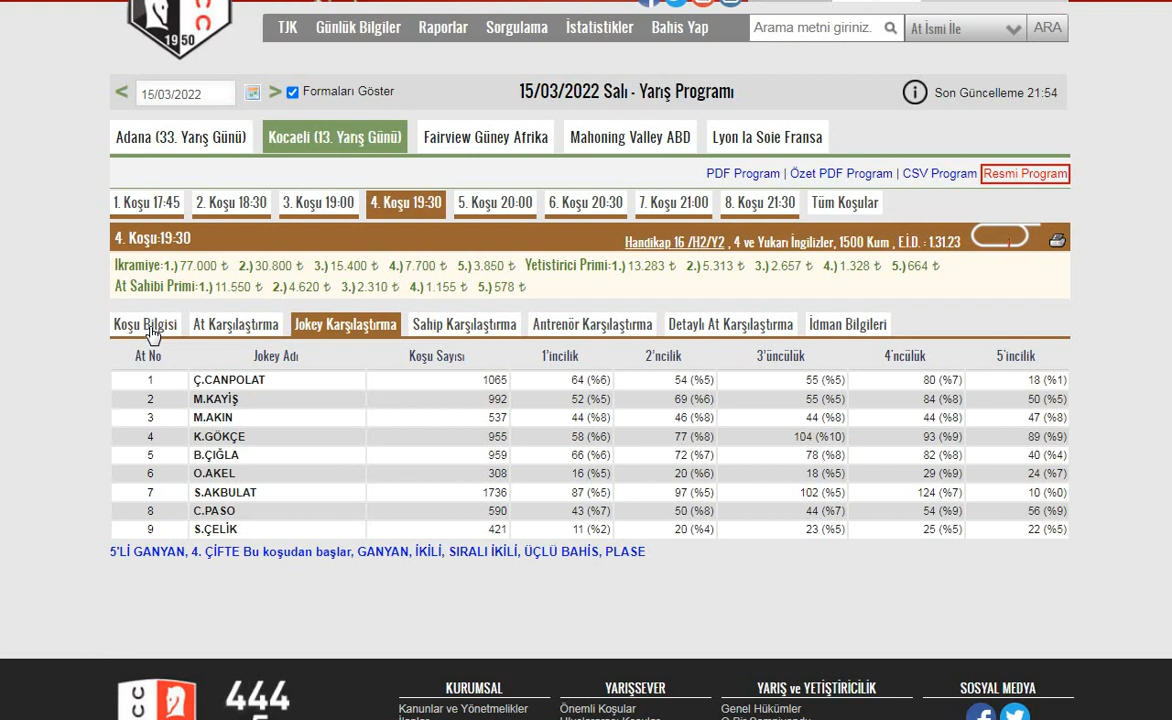 1950
TJK Günlük Bilgiler Raporlar Sorgulama İstatistikler Bahis Yap Arama metni giriniz. At İsmi İle ARA
< 15/03/2022 > Formaları Göster 15/03/2022 Salı - Yarış Programı Son Güncelleme 21:54
Adana (33. Yarış Günü) Kocaeli (13. Yarış Günü) Fairview Güney Afrika Mahoning Valley ABD Lyon la Soie Fransa
PDF Program | Özet PDF Program | CSV Program Resmi Program
1. Koşu 17:45 2. Koşu 18:30 3. Koşu 19:00 4. Koşu 19:30 5. Koşu 20:00 6. Koşu 20:30 7. Koşu 21:00 8. Koşu 21:30 Tüm Koşular
4. Koşu:19:30 Handikap 16 /H2/Y2 , 4 ve Yukarı İngilizler, 1500 Kum , E.İ.D. : 1.31.23
İkramiye:1.)77.000 ₺ 2.)30.800 ₺ 3.)15.400 ₺ 4.)7.700 ₺ 5.)3.850 ₺ Yetistirici Primi:1.)13.283 ₺ 2.)5.313 ₺ 3.)2.657 ₺ 4.)1.328 ₺ 5.)664 ₺
At Sahibi Primi:1.)11.550 ₺ 2.)4.620 ₺ 3.)2.310 ₺ 4.)1.155 ₺ 5.)578 ₺
Koşu Bilgisi At Karşılaştırma Jokey Karşılaştırma Sahip Karşılaştırma Antrenör Karşılaştırma Detaylı At Karşılaştırma İdman Bilgileri
At No Jokey Adı Koşu Sayısı 1'incilik 2'ncilik 3'üncülük 4'ncülük 5'incilik
1 Ç.CANPOLAT 1065 64 (%6) 54 (%5) 55 (%5) 80 (%7) 18 (%1)
2 M.KAYİŞ 992 52 (%5) 69 (%6) 55 (%5) 84 (%8) 50 (%5)
3 M.AKIN 537 44 (%8) 46 (%8) 44 (%8) 44 (%8) 47 (%8)
4 K.GÖKÇE 955 58 (%6) 77 (%8) 104 (%10) 93 (%9) 89 (%9)
5 B.ÇIĞLA 959 66 (%6) 72 (%7) 78 (%8) 82 (%8) 40 (%4)
6 O.AKEL 308 16 (%5) 20 (%6) 18 (%5) 29 (%9) 24 (%7)
7 S.AKBULAT 1736 87 (%5) 97 (%5) 102 (%5) 124 (%7) 10 (%0)
8 C.PASO 590 43 (%7) 50 (%8) 44 (%7) 54 (%9) 56 (%9)
9 S.ÇELİK 421 11 (%2) 20 (%4) 23 (%5) 25 (%5) 22 (%5)
5'Lİ GANYAN, 4. ÇİFTE Bu koşudan başlar, GANYAN, İKİLİ, SIRALI İKİLİ, ÜÇLÜ BAHİS, PLASE
444 KURUMSAL YARIŞSEVER YARIŞ ve YETİŞTİRİCİLİK SOSYAL MEDYA
Kanunlar ve Yönetmelikler Önemli Koşular Genel Hükümler